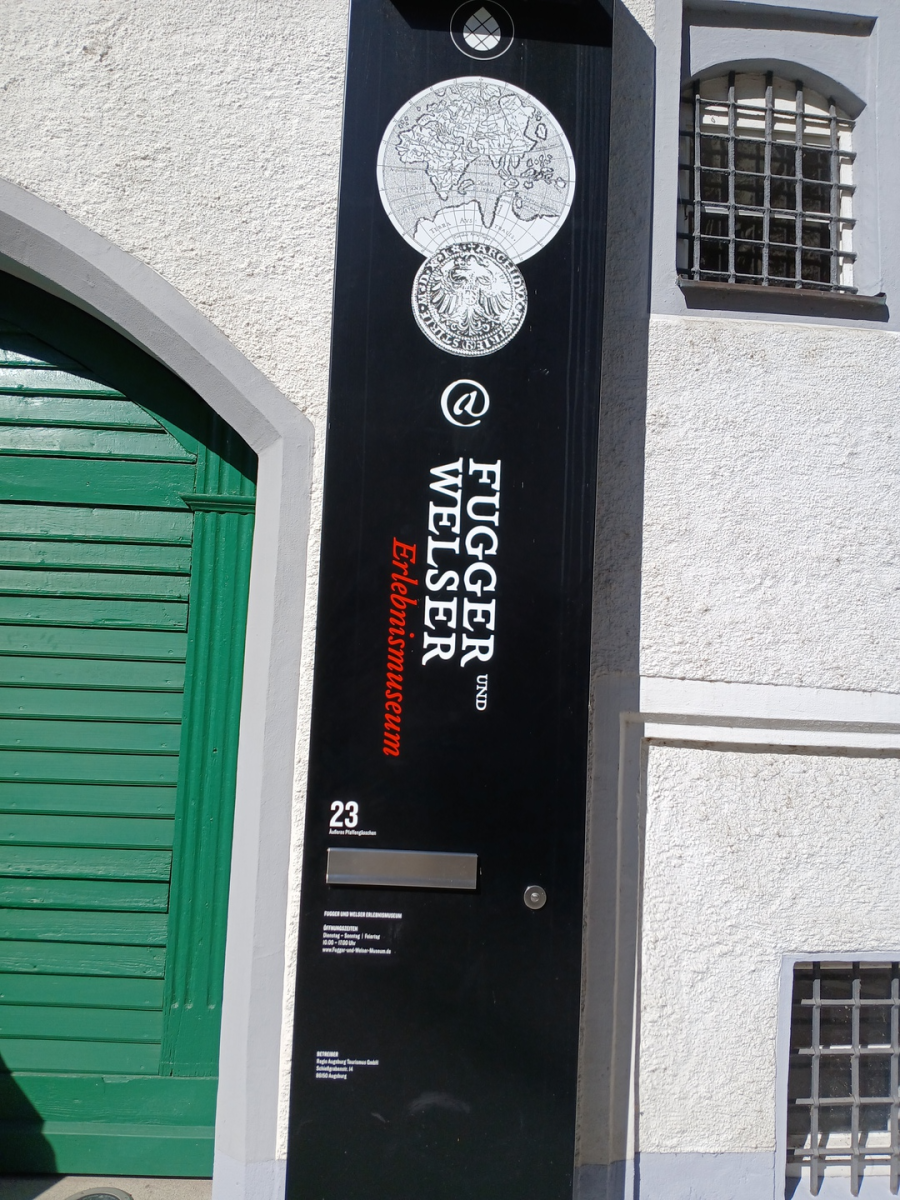 @
FUGGER UND
WELSER
Erlebnismuseum
23
Äußeres Pfaffengässchen
FUGGER UND WELSER ERLEBNISMUSEUM
ÖFFNUNGSZEITEN
Dienstag – Sonntag | Feiertag
10.00 – 17.00 Uhr
www.Fugger-und-Welser-Museum.de
BETREIBER
Regio Augsburg Tourismus GmbH
Schießgrabenstr. 14
86150 Augsburg